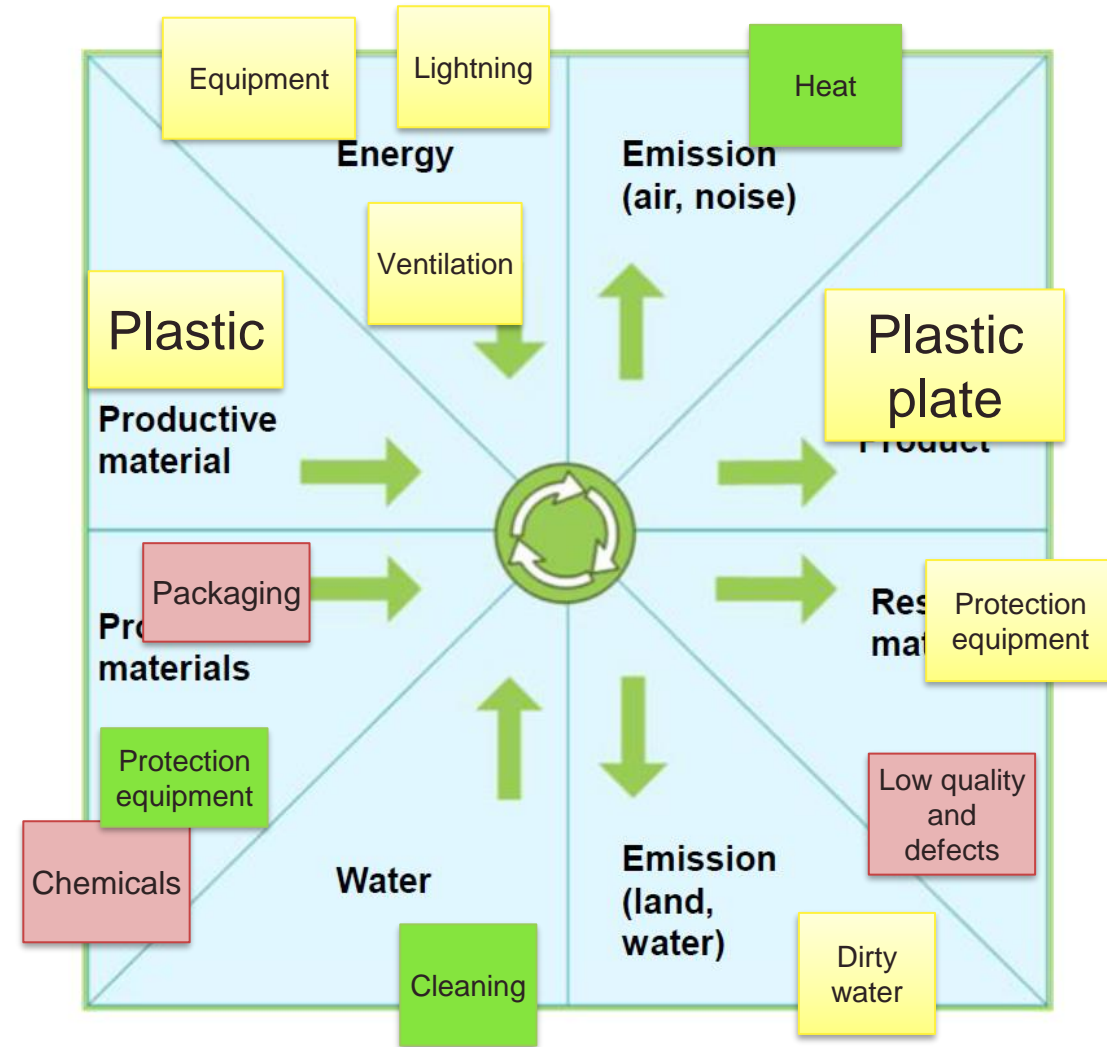 Equipment
Lightning
Heat
Energy
Emission
(air, noise)
Ventilation
Plastic
Plastic
plate
Productive
material
Product
Packaging
materials
Protection
equipment
Protection
equipment
Chemicals
Low quality
and
defects
Water
Emission
(land,
water)
Cleaning
Dirty
water